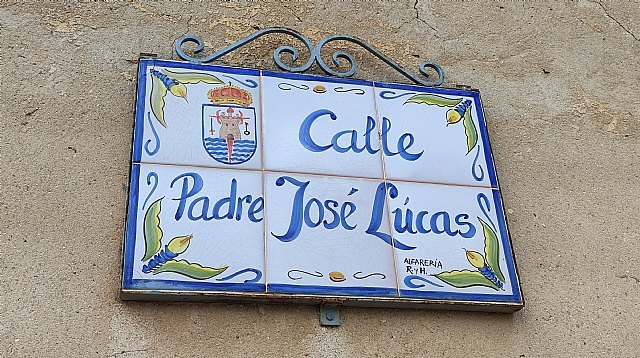 Calle
Padre José Lúcas
ALFARERÍA
R. y H.